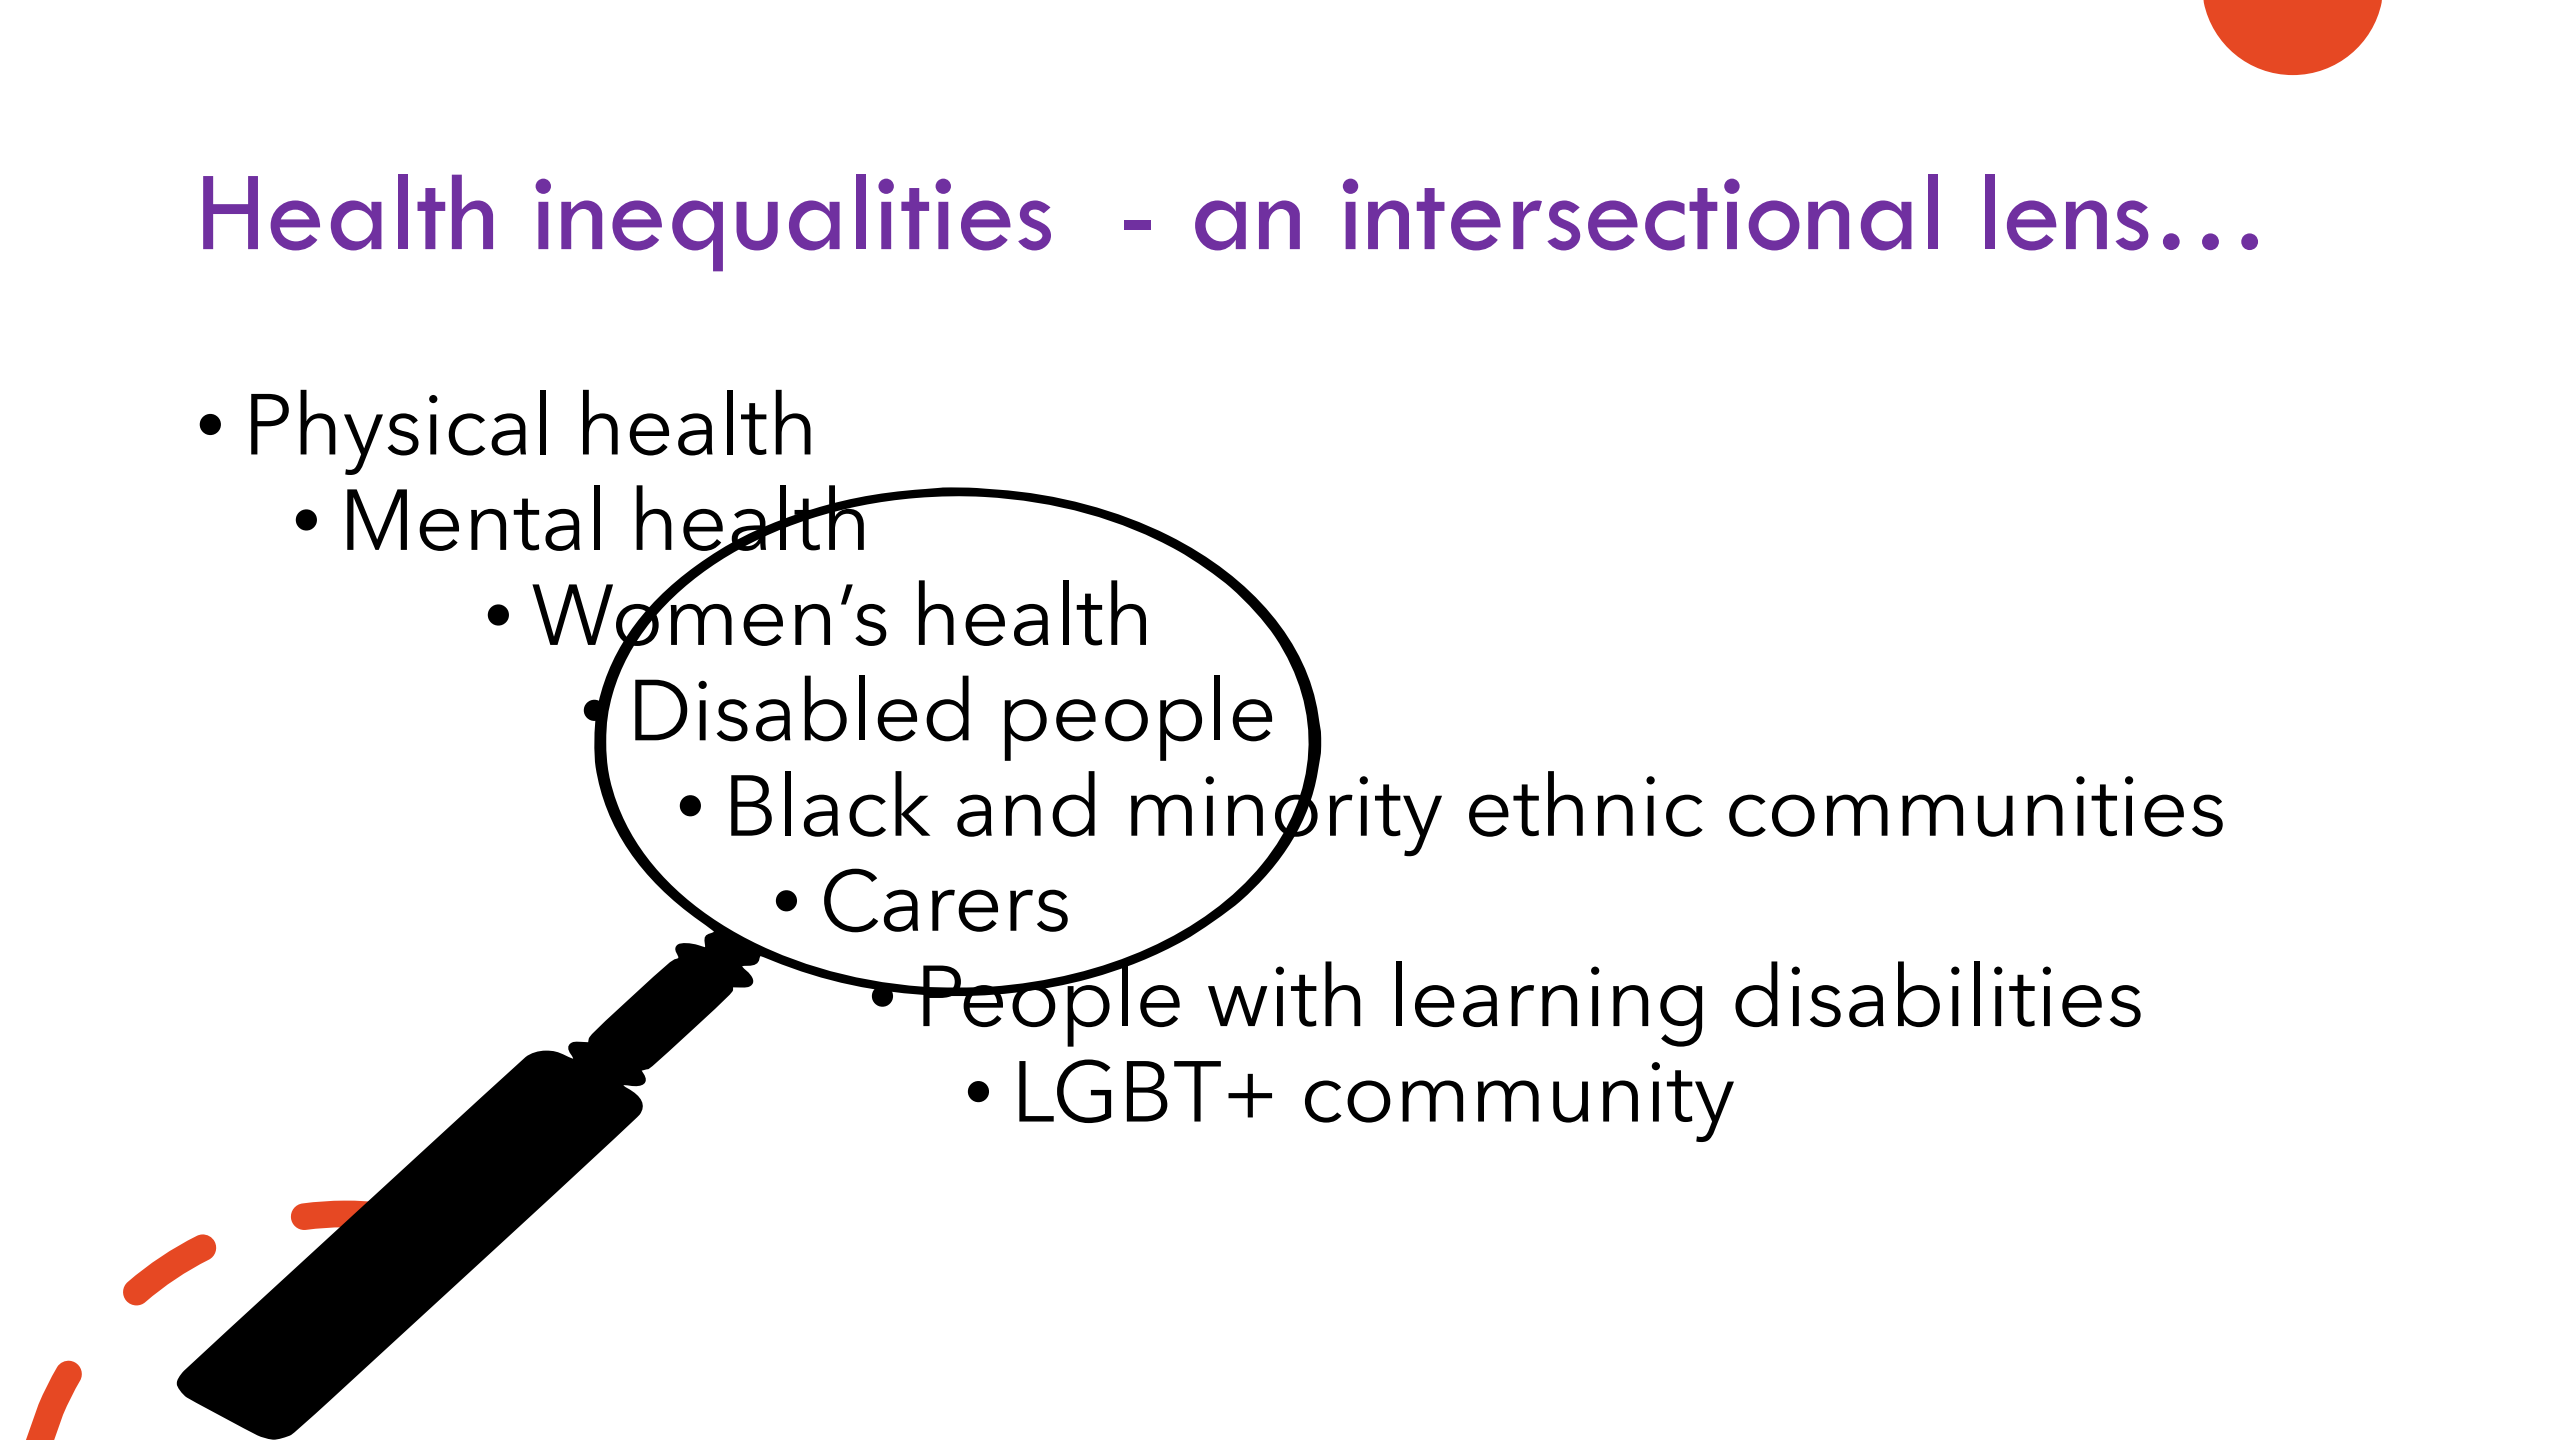 Health inequalities  - an intersectional lens…
• Physical health
• Mental health
• Women’s health
• Disabled people
• Black and minority ethnic communities
• Carers
• People with learning disabilities
• LGBT+ community